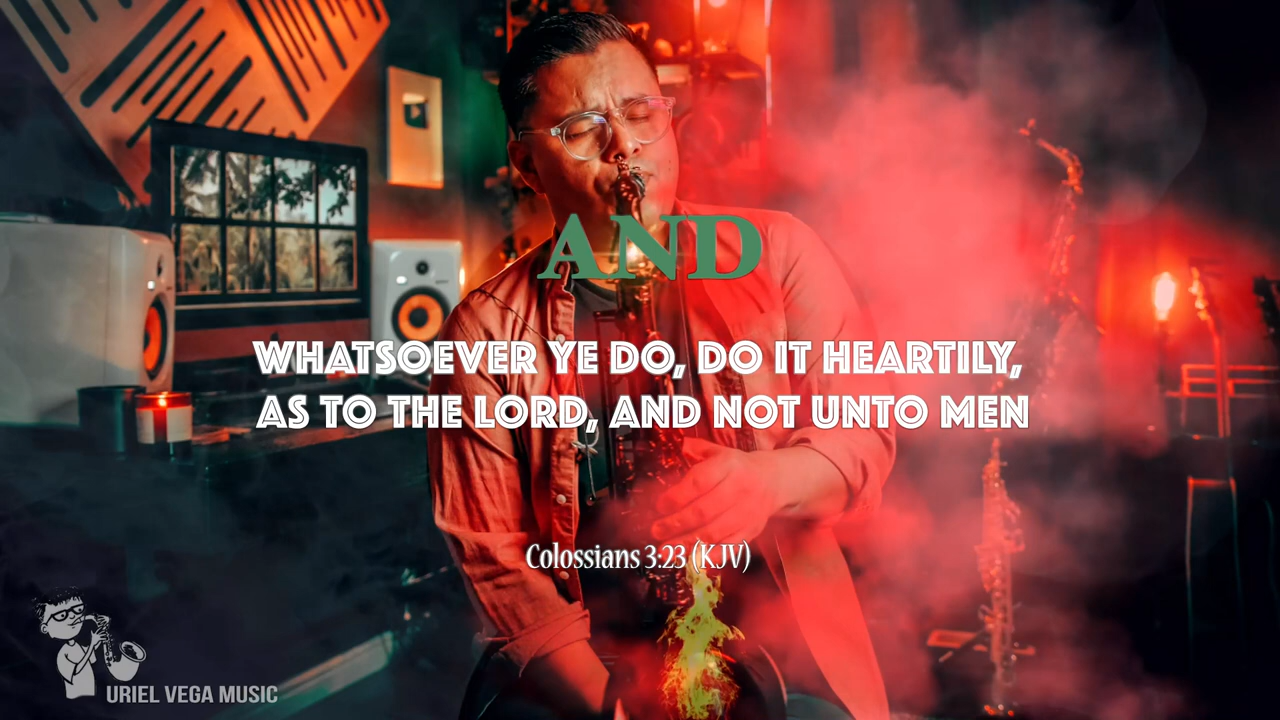 AND
WHATSOEVER YE DO, DO IT HEARTILY,
AS TO THE LORD, AND NOT UNTO MEN
Colossians 3:23 (KJV)
URIEL VEGA MUSIC